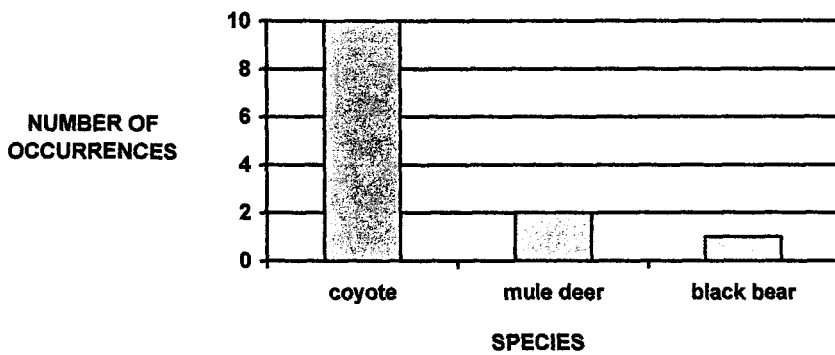 10
8
6
4
2
0
NUMBER OF
OCCURRENCES
coyote mule deer black bear
SPECIES